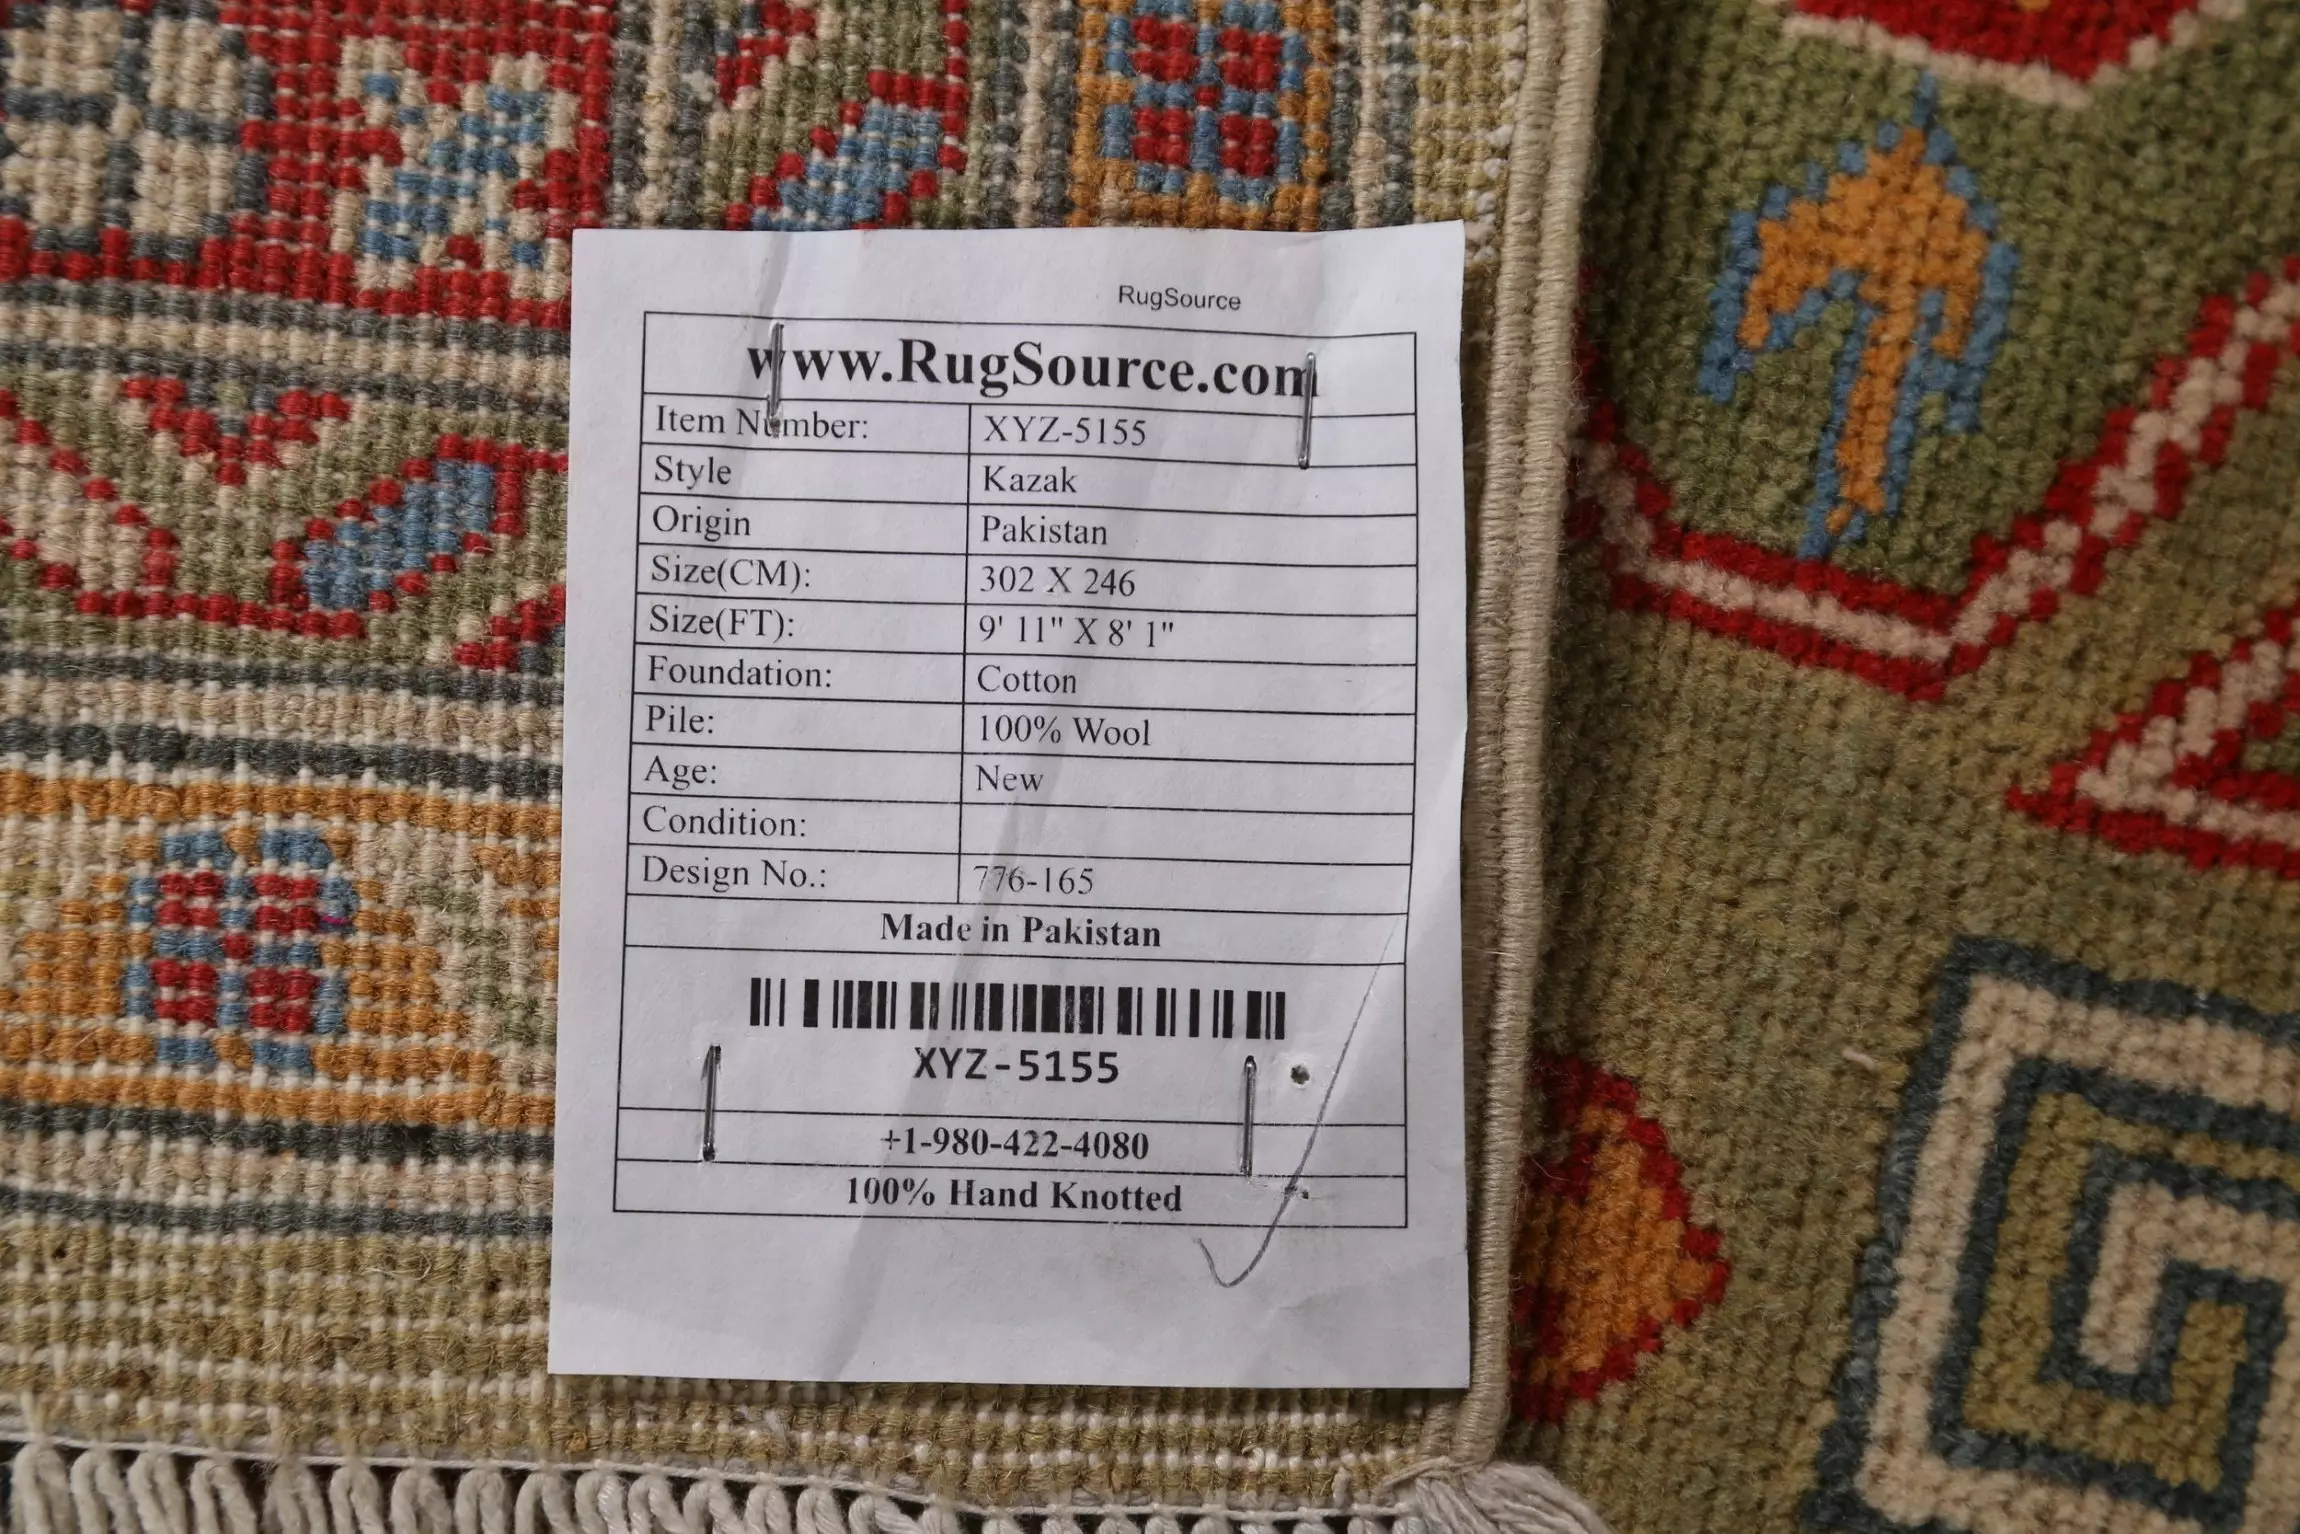 RugSource
www.RugSource.com
Item Number: XYZ-5155
Style Kazak
Origin Pakistan
Size(CM): 302 X 246
Size(FT): 9' 11" X 8' 1"
Foundation: Cotton
Pile: 100% Wool
Age: New
Condition:
Design No.: 776-165
Made in Pakistan
XYZ-5155
+1-980-422-4080
100% Hand Knotted